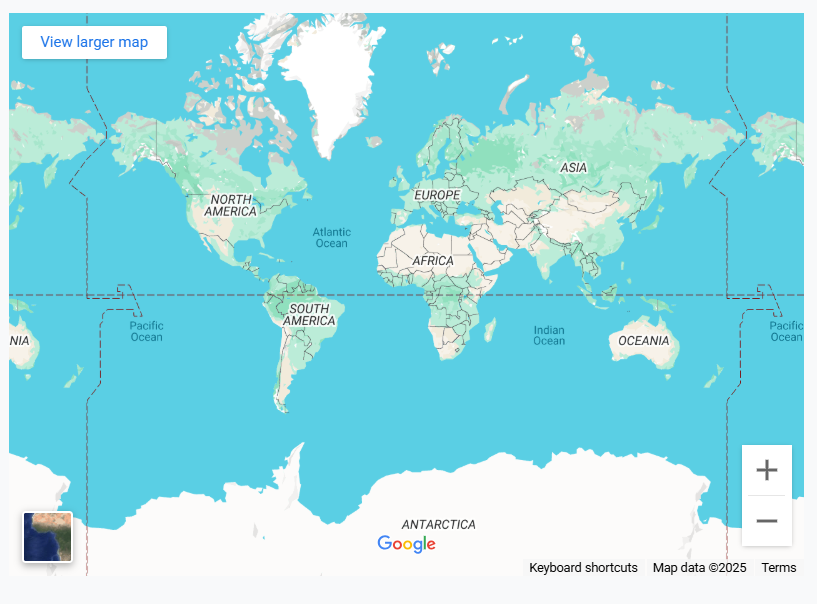 View larger map
ASIA
NORTH
AMERICA
EUROPE
Atlantic
Ocean
AFRICA
SOUTH
AMERICA
Pacific
Ocean
Indian
Ocean
Pacific
Ocean
NIA
OCEANIA
ANTARCTICA
Google
Keyboard shortcuts
Map data ©2025
Terms